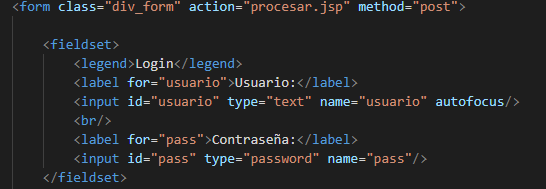 <form class="div_form" action="procesar.jsp" method="post">
<fieldset>
<legend>Login</legend>
<label for="usuario">Usuario:</label>
<input id="usuario" type="text" name="usuario" autofocus/>
<br/>
<label for="pass">Contraseña:</label>
<input id="pass" type="password" name="pass"/>
</fieldset>